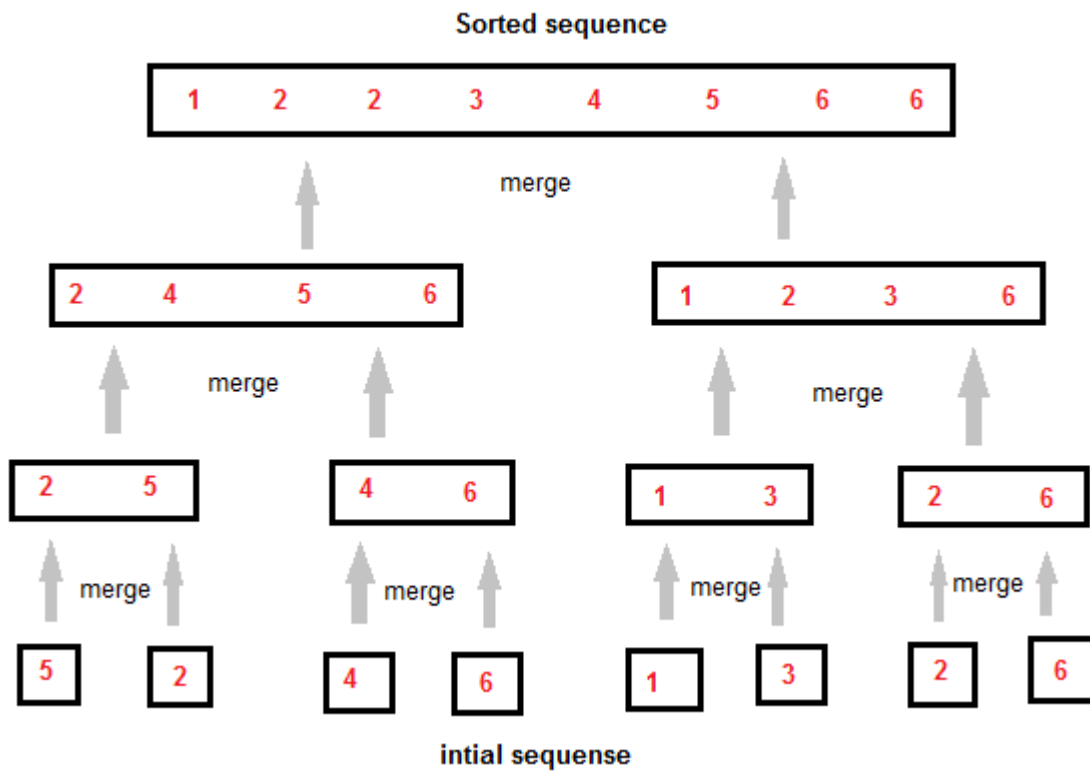 Sorted sequence
1 2 2 3 4 5 6 6
merge
2 4 5 6
1 2 3 6
merge
merge
2 5
4 6
1 3
2 6
merge
merge
merge
merge
5
2
4
6
1
3
2
6
intial sequense